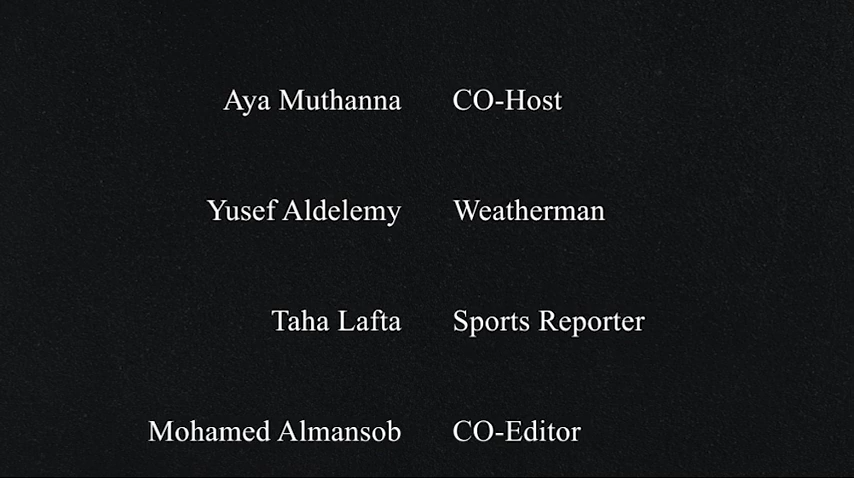 Aya Muthanna CO-Host
Yusef Aldelemy Weatherman
Taha Lafta Sports Reporter
Mohamed Almansob CO-Editor